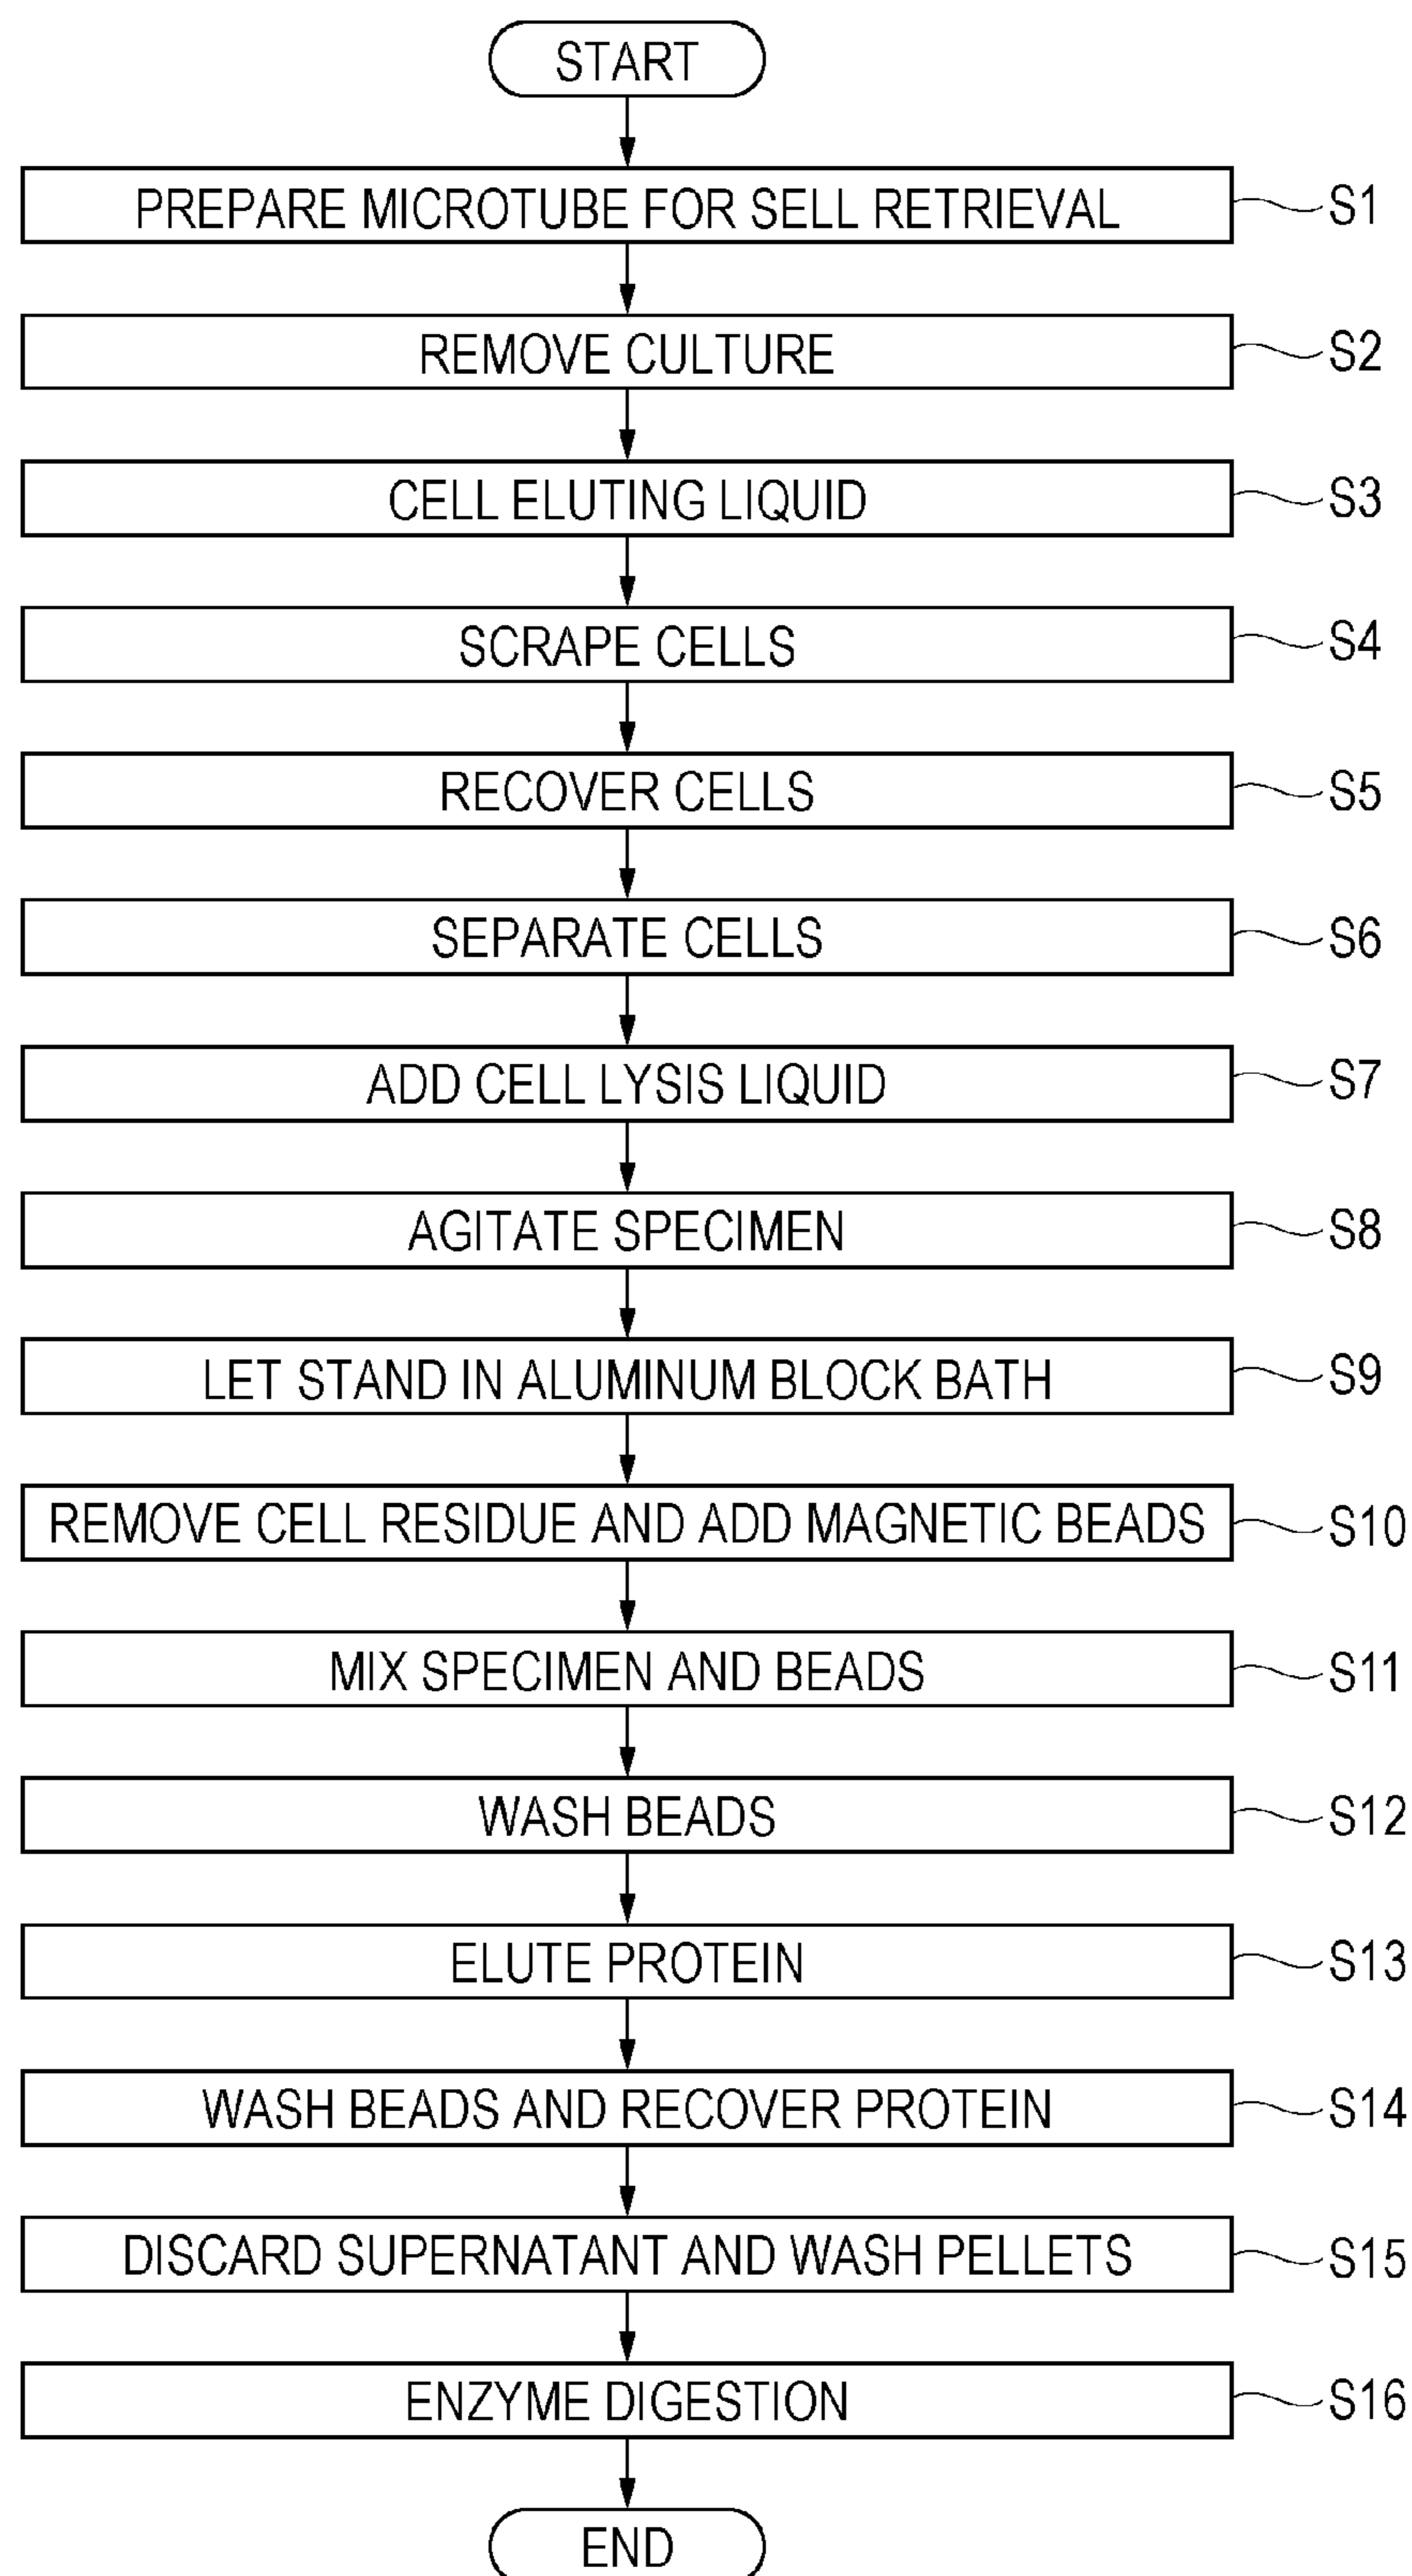 START
PREPARE MICROTUBE FOR SELL RETRIEVAL S1
REMOVE CULTURE S2
CELL ELUTING LIQUID S3
SCRAPE CELLS S4
RECOVER CELLS S5
SEPARATE CELLS S6
ADD CELL LYSIS LIQUID S7
AGITATE SPECIMEN S8
LET STAND IN ALUMINUM BLOCK BATH S9
REMOVE CELL RESIDUE AND ADD MAGNETIC BEADS S10
MIX SPECIMEN AND BEADS S11
WASH BEADS S12
ELUTE PROTEIN S13
WASH BEADS AND RECOVER PROTEIN S14
DISCARD SUPERNATANT AND WASH PELLETS S15
ENZYME DIGESTION S16
END